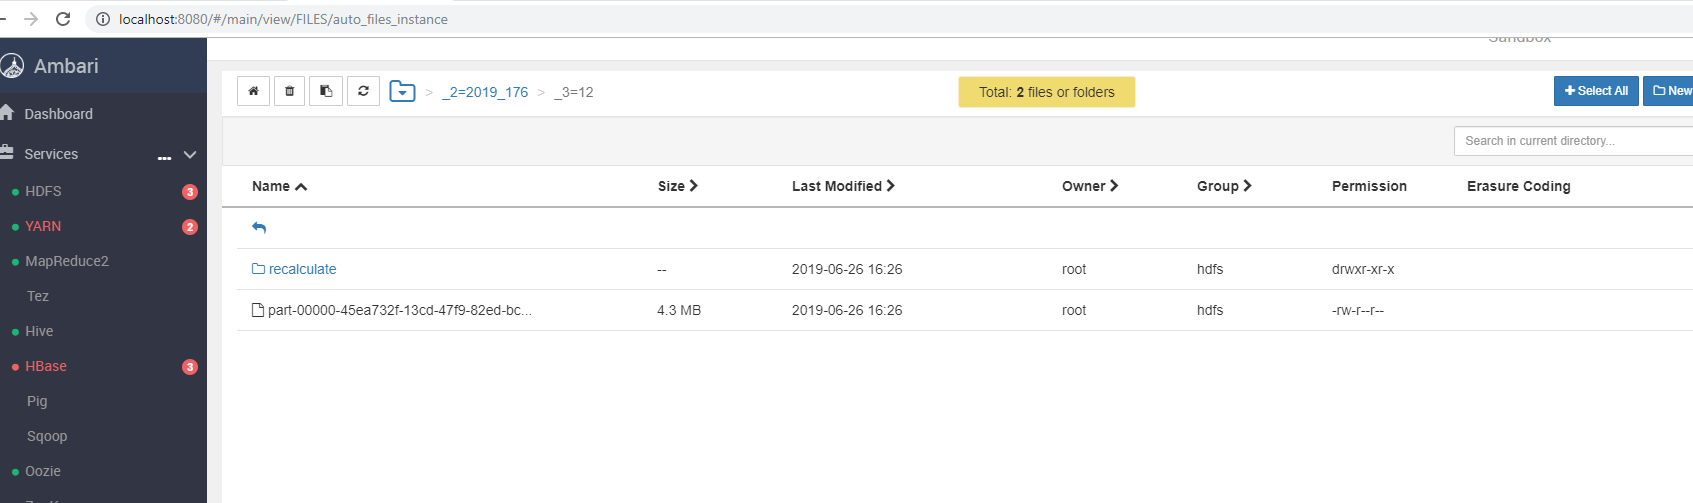 localhost:8080/#/main/view/FILES/auto_files_instance
Sandbox
Ambari
> _2=2019_176 > _3=12
Total: 2 files or folders
Select All
New
Dashboard
Services ...
Search in current directory...
Name Size Last Modified Owner Group Permission Erasure Coding
HDFS 3
YARN 2
MapReduce2
Tez
Hive
HBase 3
Pig
Sqoop
Oozie
recalculate -- 2019-06-26 16:26 root hdfs drwxr-xr-x
part-00000-45ea732f-13cd-47f9-82ed-bc... 4.3 MB 2019-06-26 16:26 root hdfs -rw-r--r--